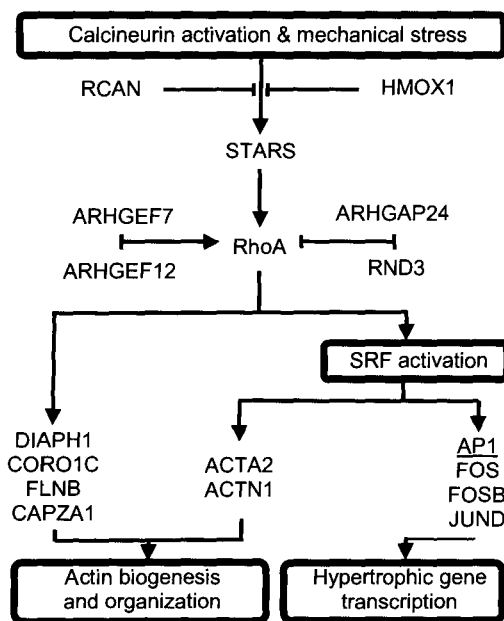 Calcineurin activation & mechanical stress
RCAN
HMOX1
STARS
ARHGEF7
ARHGAP24
RhoA
ARHGEF12
RND3
SRF activation
DIAPH1
CORO1C
FLNB
CAPZA1
ACTA2
ACTN1
AP1
FOS
FOSB
JUND
Actin biogenesis
and organization
Hypertrophic gene
transcription